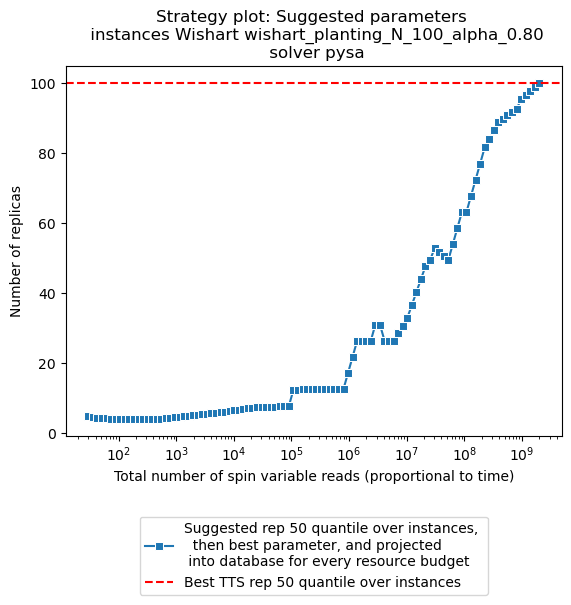 Strategy plot: Suggested parameters
instances Wishart wishart_planting_N_100_alpha_0.80
solver pysa
100
80
60
40
20
0
Number of replicas
10^2
10^3
10^4
10^5
10^6
10^7
10^8
10^9
Total number of spin variable reads (proportional to time)
Suggested rep 50 quantile over instances,
then best parameter, and projected
into database for every resource budget
Best TTS rep 50 quantile over instances